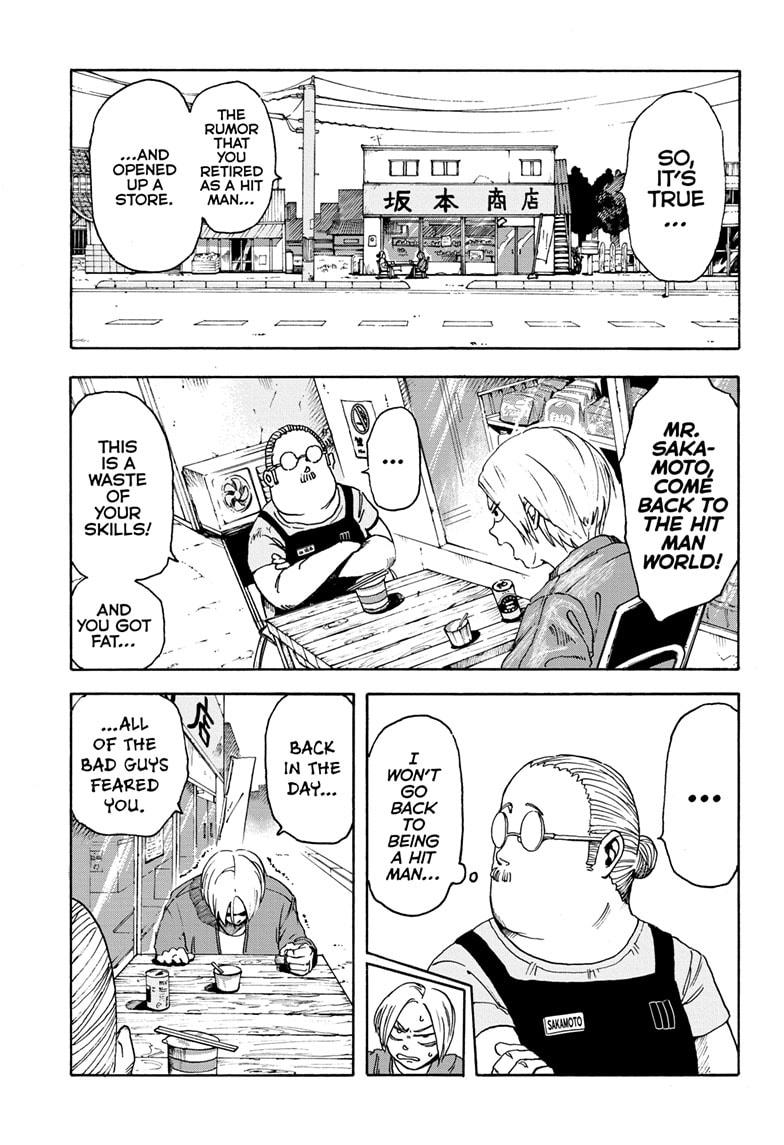 SO,
IT'S
TRUE
...
THE
RUMOR
THAT
YOU
RETIRED
AS A HIT
MAN...
...AND
OPENED
UP A
STORE.
坂本商店
MR.
SAKA-
MOTO,
COME
BACK TO
THE HIT
MAN
WORLD!
...
THIS
IS A
WASTE
OF
YOUR
SKILLS!
AND
YOU GOT
FAT...
...
I
WON'T
GO
BACK
TO
BEING
A HIT
MAN...
SAKAMOTO
BACK
IN THE
DAY...
...ALL
OF THE
BAD GUYS
FEARED
YOU.